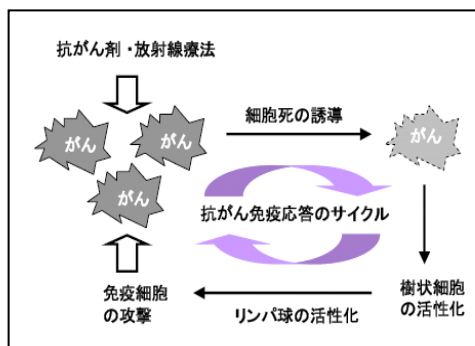 抗がん剤・放射線療法
がん
がん
がん
細胞死の誘導
がん
抗がん免疫応答のサイクル
免疫細胞
の攻撃
リンパ球の活性化
樹状細胞
の活性化